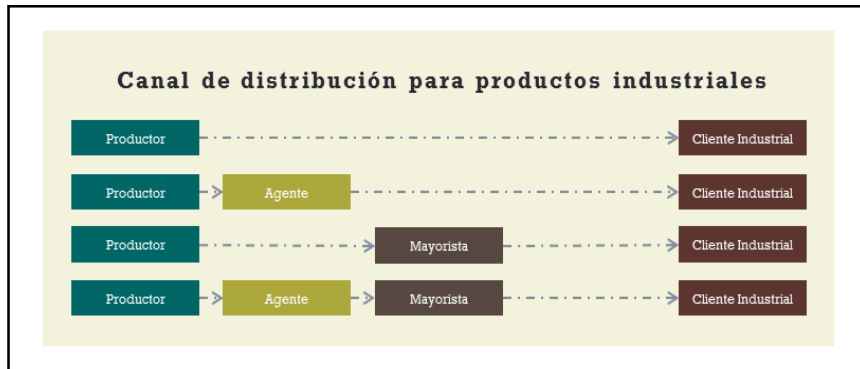 Canal de distribución para productos industriales
Productor Cliente Industrial
Productor Agente Cliente Industrial
Productor Mayorista Cliente Industrial
Productor Agente Mayorista Cliente Industrial